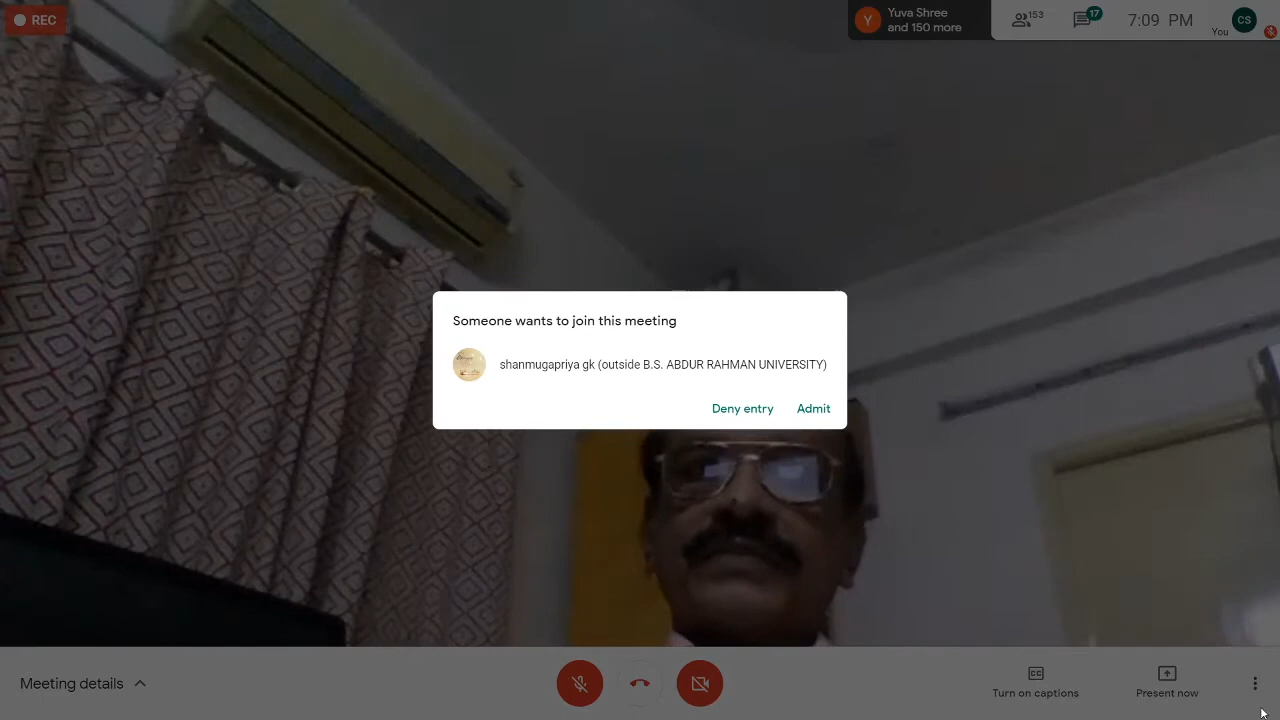 REC
Y
Yuva Shree
and 150 more
153
17
7:09 PM
You
CS
Someone wants to join this meeting
shanmugapriya gk (outside B.S. ABDUR RAHMAN UNIVERSITY)
Deny entry
Admit
Meeting details
CC
Turn on captions
Present now